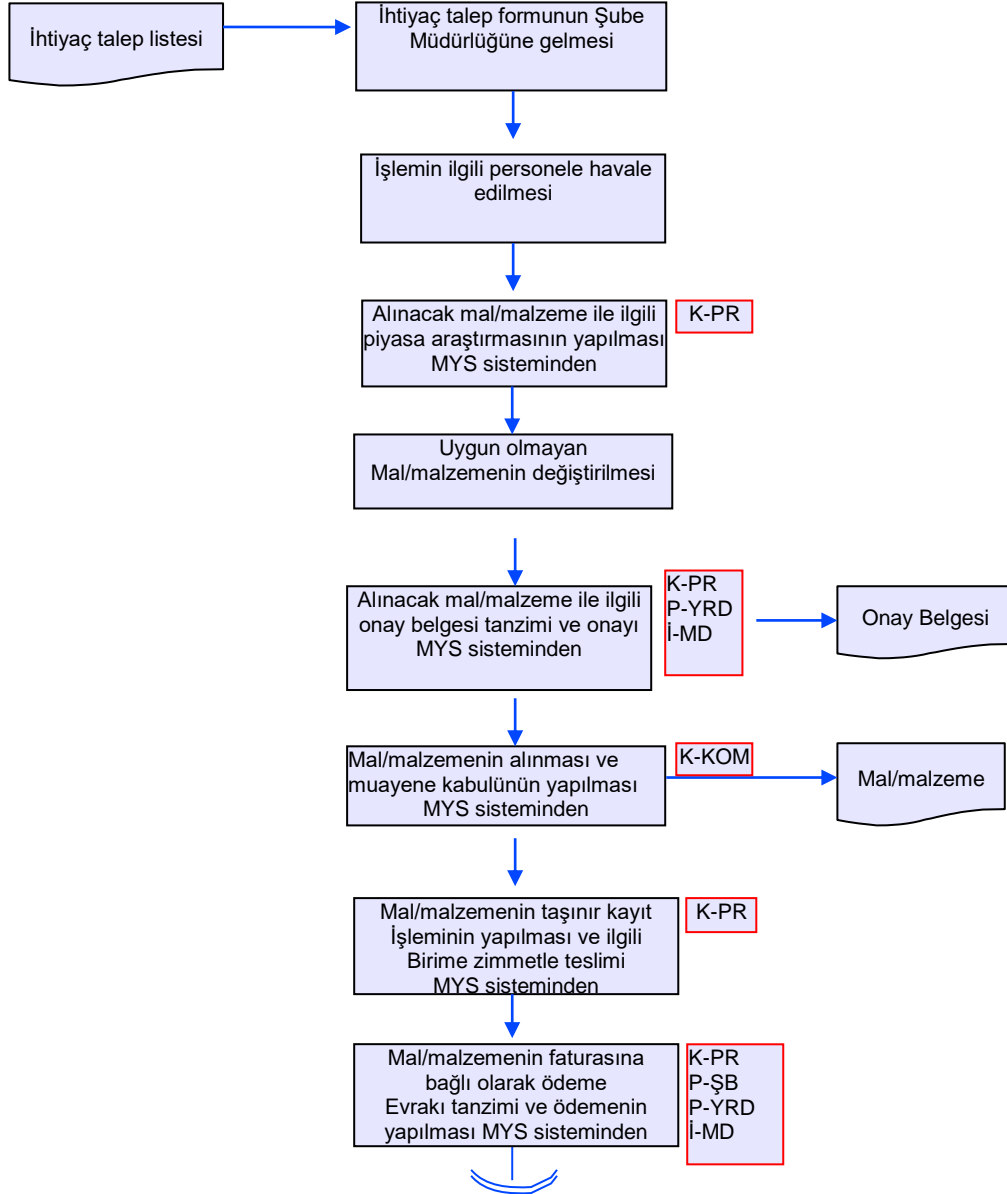 İhtiyaç talep listesi
İhtiyaç talep formunun Şube
Müdürlüğüne gelmesi
İşlemin ilgili personele havale
edilmesi
Alınacak mal/malzeme ile ilgili
piyasa araştırmasının yapılması
MYS sisteminden
K-PR
Uygun olmayan
Mal/malzemenin değiştirilmesi
Alınacak mal/malzeme ile ilgili
onay belgesi tanzimi ve onayı
MYS sisteminden
K-PR
P-YRD
İ-MD
Onay Belgesi
Mal/malzemenin alınması ve
muayene kabulünün yapılması
MYS sisteminden
K-KOM
Mal/malzeme
Mal/malzemenin taşınır kayıt
İşleminin yapılması ve ilgili
Birime zimmetle teslimi
MYS sisteminden
K-PR
Mal/malzemenin faturasına
bağlı olarak ödeme
Evrakı tanzimi ve ödemenin
yapılması MYS sisteminden
K-PR
P-ŞB
P-YRD
İ-MD